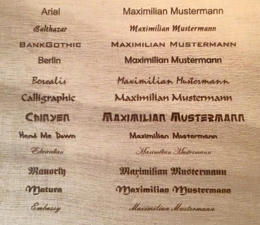 Arial Maximilian Mustermann
Balthazar Maximilian Mustermann
BankGothic Maximilian Mustermann
Berlin Maximilian Mustermann
Borealis Maximilian Mustermann
Calligraphic Maximilian Mustermann
Chinyen Maximilian Mustermann
Hand Me Down Maximilian Mustermann
Edwardian Maximilian Mustermann
Manorly Maximilian Mustermann
Matura Maximilian Mustermann
Embassy Maximilian Mustermann